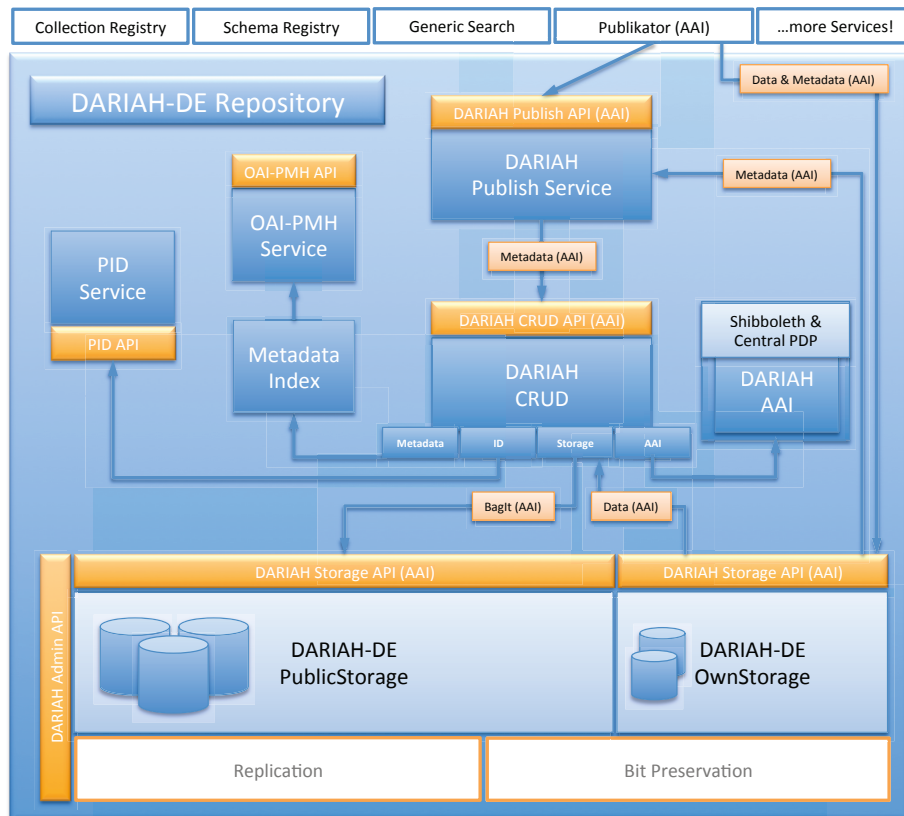 Collection Registry
Schema Registry
Generic Search
Publikator (AAI)
...more Services!
DARIAH-DE Repository
Data & Metadata (AAI)
DARIAH Publish API (AAI)
DARIAH
Publish Service
Metadata (AAI)
OAI-PMH API
OAI-PMH
Service
PID
Service
PID API
Metadata (AAI)
DARIAH CRUD API (AAI)
DARIAH
CRUD
Metadata
Index
Shibboleth &
Central PDP
DARIAH
AAI
Metadata
ID
Storage
AAI
BagIt (AAI)
Data (AAI)
DARIAH Storage API (AAI)
DARIAH Storage API (AAI)
DARIAH Admin API
DARIAH-DE
PublicStorage
DARIAH-DE
OwnStorage
Replication
Bit Preservation